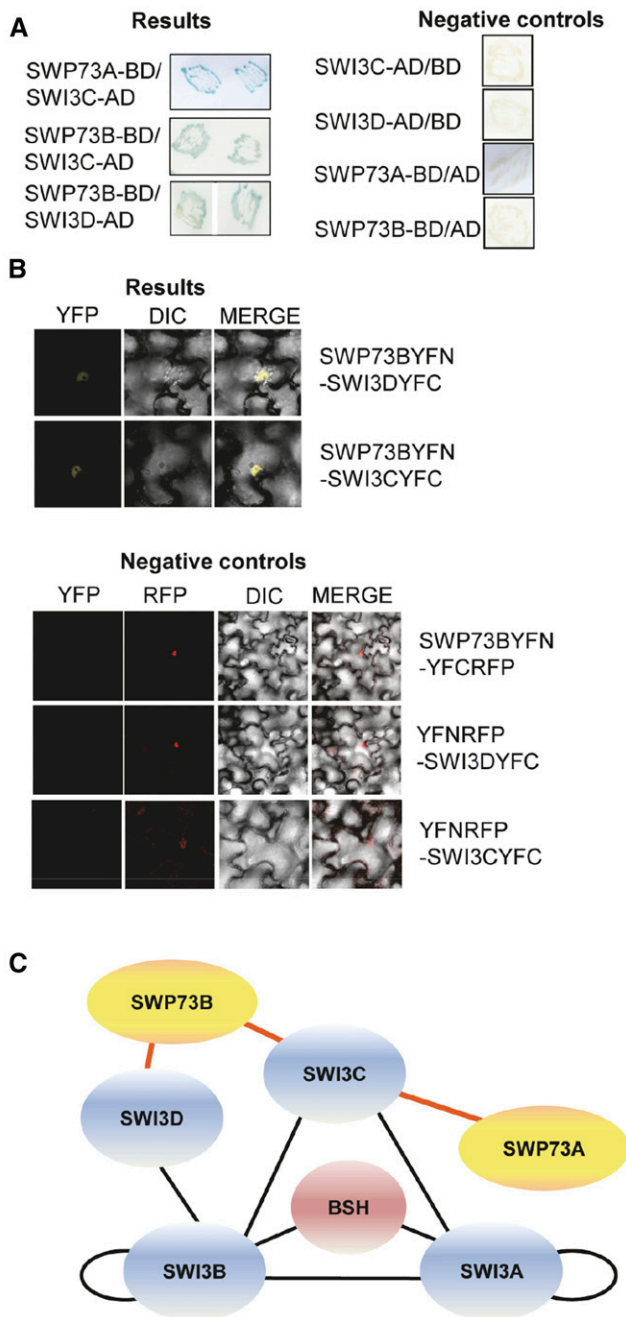 A
Results
Negative controls
SWP73A-BD/
SWI3C-AD
SWP73B-BD/
SWI3C-AD
SWP73B-BD/
SWI3D-AD
SWI3C-AD/BD
SWI3D-AD/BD
SWP73A-BD/AD
SWP73B-BD/AD
B
Results
YFP DIC MERGE
SWP73BYFN
-SWI3DYFC
SWP73BYFN
-SWI3CYFC
Negative controls
YFP RFP DIC MERGE
SWP73BYFN
-YFCRFP
YFNRFP
-SWI3DYFC
YFNRFP
-SWI3CYFC
C
SWP73B
SWI3C
SWI3D
SWP73A
BSH
SWI3B
SWI3A